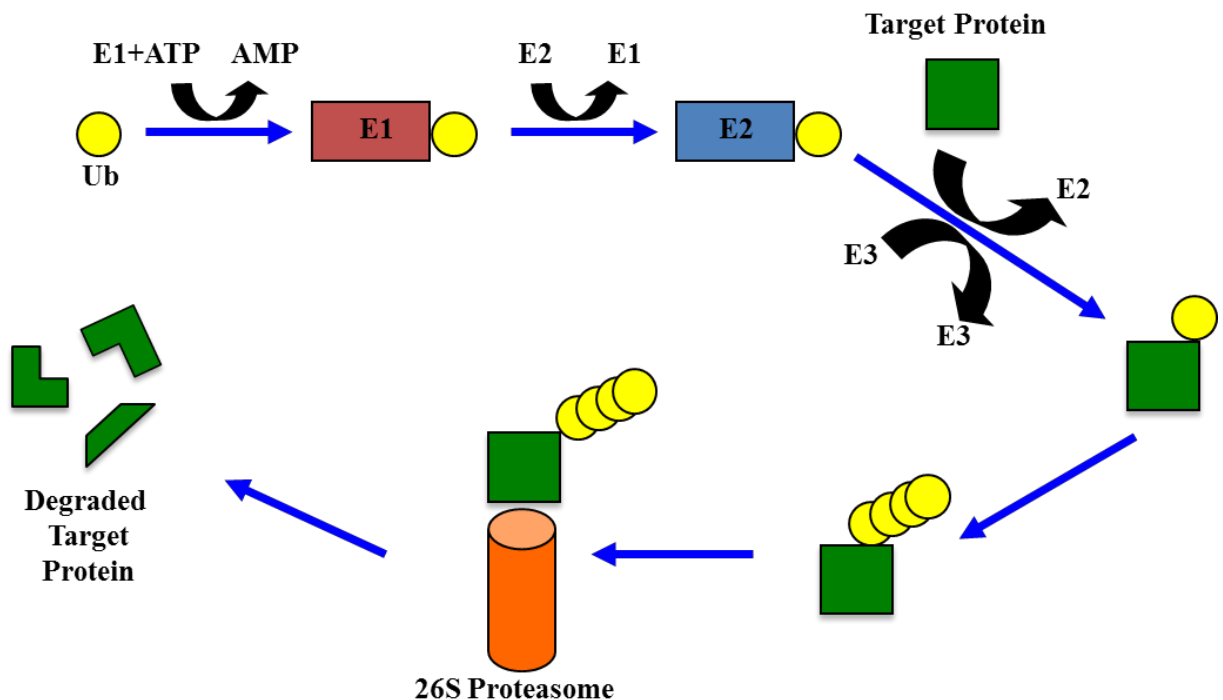 Target Protein
E1+ATP
AMP
E2
E1
E1
E2
Ub
E2
E3
E3
Degraded
Target
Protein
26S Proteasome